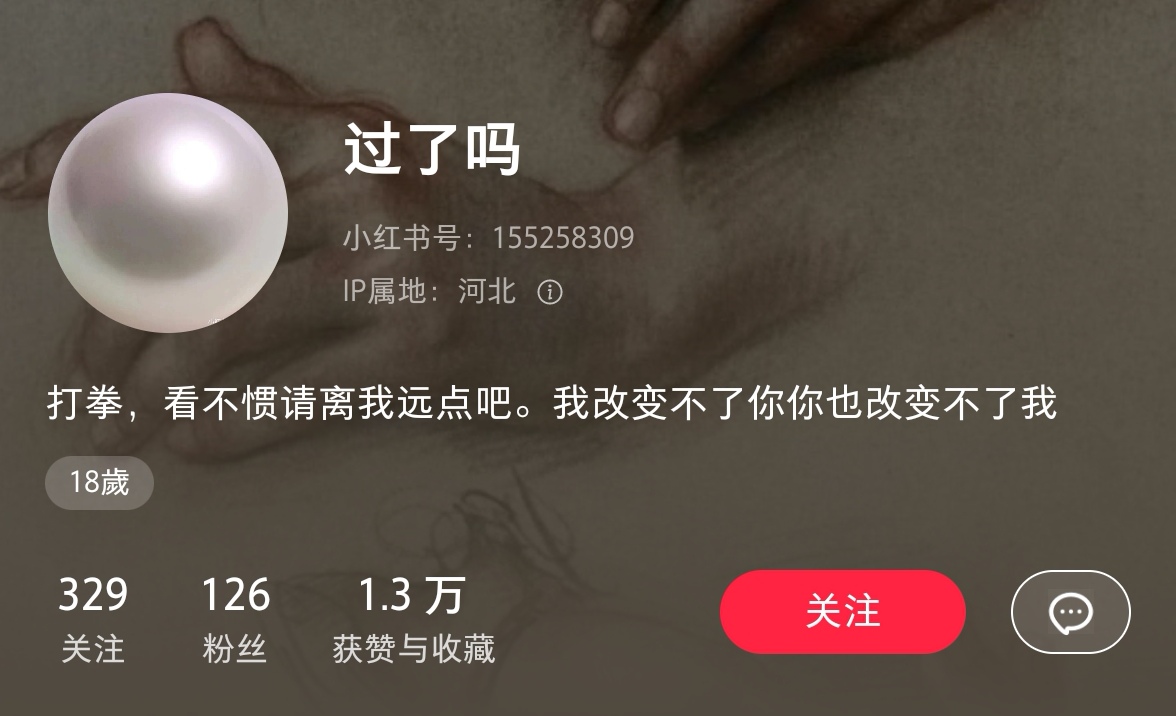 过了吗
小红书号：155258309
IP属地：河北
打拳，看不惯请离我远点吧。我改变不了你你也改变不了我
18歲
329 126 1.3 万
关注 粉丝 获赞与收藏
关注